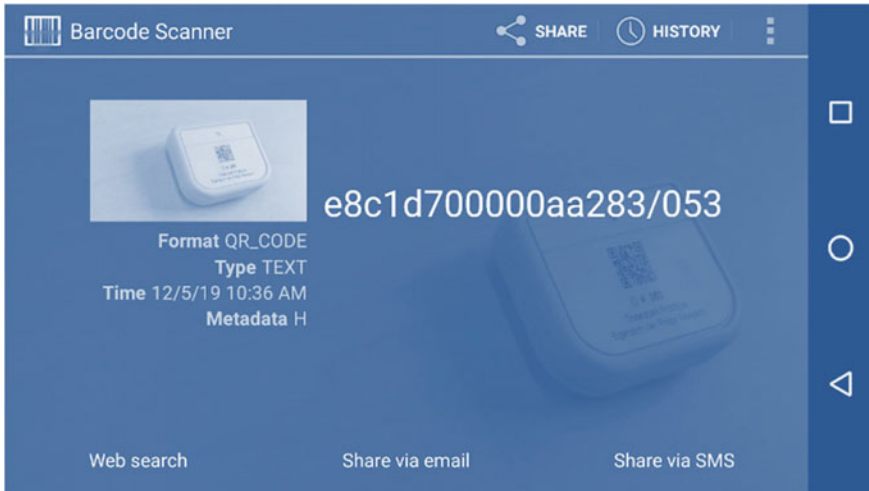 Barcode Scanner
SHARE
HISTORY
e8c1d700000aa283/053
Format QR_CODE
Type TEXT
Time 12/5/19 10:36 AM
Metadata H
Web search
Share via email
Share via SMS